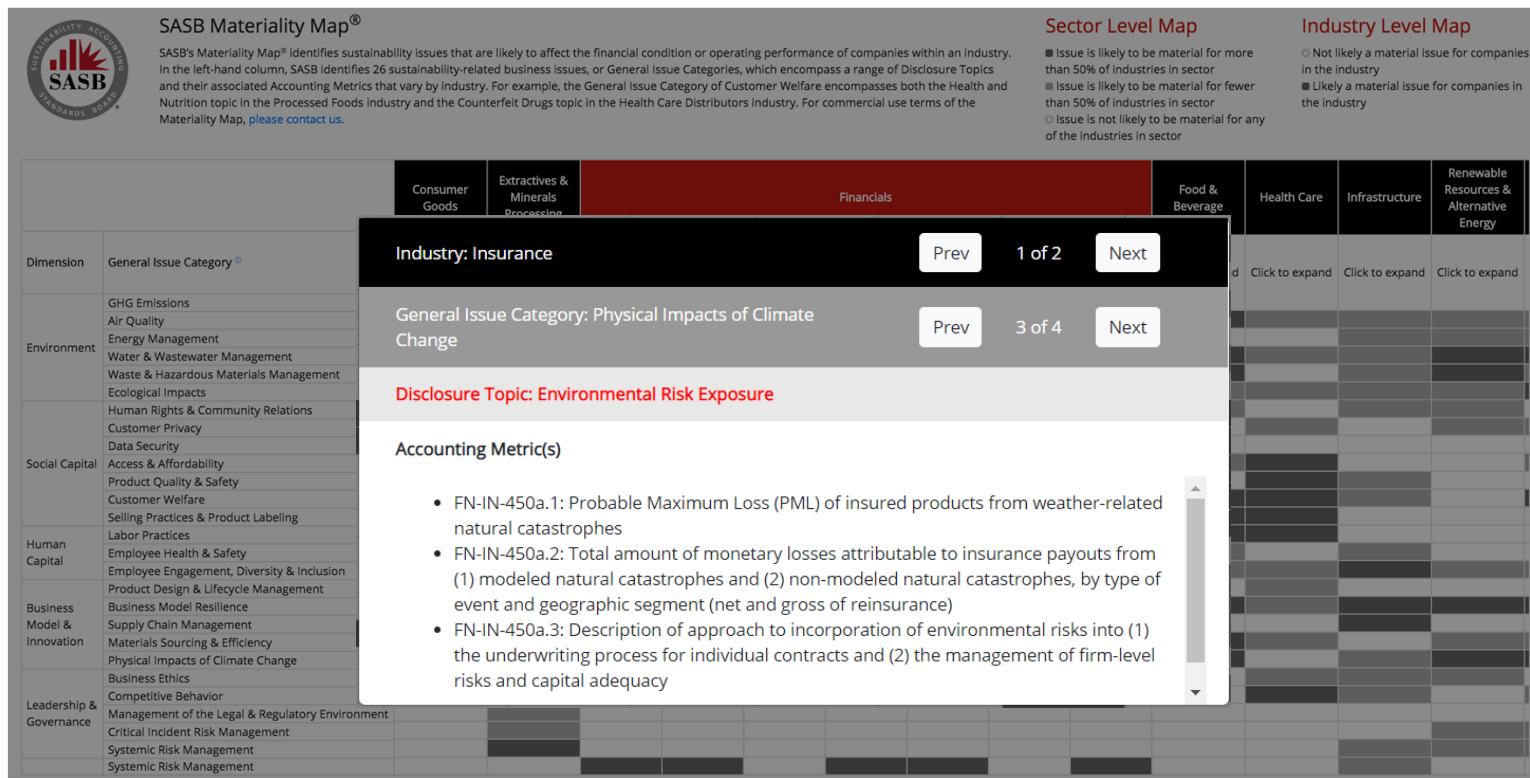 SUSTAINABILITY ACCOUNTING
SASB
STANDARDS BOARD
SASB Materiality Map®
SASB's Materiality Map® identifies sustainability issues that are likely to affect the financial condition or operating performance of companies within an industry.
In the left-hand column, SASB identifies 26 sustainability-related business issues, or General Issue Categories, which encompass a range of Disclosure Topics
and their associated Accounting Metrics that vary by industry. For example, the General Issue Category of Customer Welfare encompasses both the Health and
Nutrition topic in the Processed Foods industry and the Counterfeit Drugs topic in the Health Care Distributors industry. For commercial use terms of the
Materiality Map, please contact us.
Sector Level Map
Issue is likely to be material for more
than 50% of industries in sector
Issue is likely to be material for fewer
than 50% of industries in sector
Issue is not likely to be material for any
of the industries in sector
Industry Level Map
Not likely a material issue for companies
in the industry
Likely a material issue for companies in
the industry
Consumer
Goods
Extractives &
Minerals
Processing
Financials
Food &
Beverage
Health Care
Infrastructure
Renewable
Resources &
Alternative
Energy
Dimension
General Issue Category
d
Click to expand
Click to expand
Click to expand
Environment
GHG Emissions
Air Quality
Energy Management
Water & Wastewater Management
Waste & Hazardous Materials Management
Ecological Impacts
Social Capital
Human Rights & Community Relations
Customer Privacy
Data Security
Access & Affordability
Product Quality & Safety
Customer Welfare
Selling Practices & Product Labeling
Human
Capital
Labor Practices
Employee Health & Safety
Employee Engagement, Diversity & Inclusion
Business
Model &
Innovation
Product Design & Lifecycle Management
Business Model Resilience
Supply Chain Management
Materials Sourcing & Efficiency
Physical Impacts of Climate Change
Leadership &
Governance
Business Ethics
Competitive Behavior
Management of the Legal & Regulatory Environment
Critical Incident Risk Management
Systemic Risk Management
Systemic Risk Management
Industry: Insurance
Prev
1 of 2
Next
General Issue Category: Physical Impacts of Climate
Change
Prev
3 of 4
Next
Disclosure Topic: Environmental Risk Exposure
Accounting Metric(s)
• FN-IN-450a.1: Probable Maximum Loss (PML) of insured products from weather-related
natural catastrophes
• FN-IN-450a.2: Total amount of monetary losses attributable to insurance payouts from
(1) modeled natural catastrophes and (2) non-modeled natural catastrophes, by type of
event and geographic segment (net and gross of reinsurance)
• FN-IN-450a.3: Description of approach to incorporation of environmental risks into (1)
the underwriting process for individual contracts and (2) the management of firm-level
risks and capital adequacy